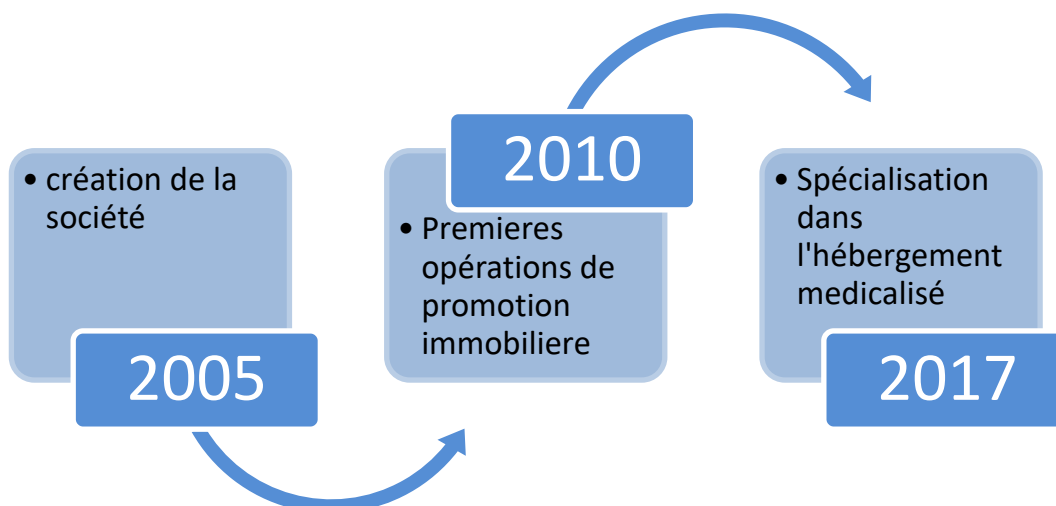 • création de la
société
2005
2010
• Premieres
opérations de
promotion
immobiliere
• Spécialisation
dans
l'hébergement
medicalisé
2017